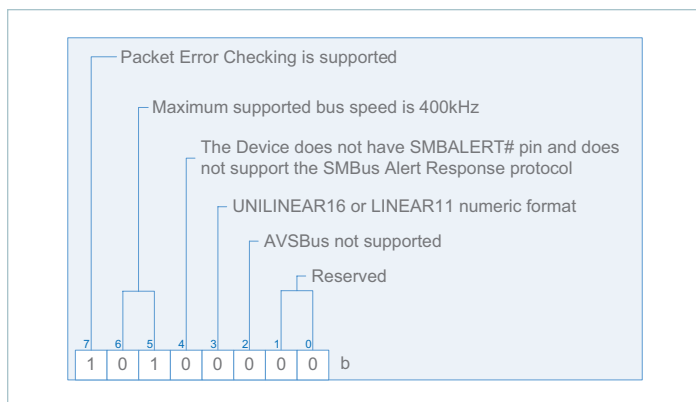 Packet Error Checking is supported
Maximum supported bus speed is 400kHz
The Device does not have SMBALERT# pin and does
not support the SMBus Alert Response protocol
UNILINEAR16 or LINEAR11 numeric format
AVSBus not supported
Reserved
7 6 5 4 3 2 1 0
1 0 1 0 0 0 0 0 b